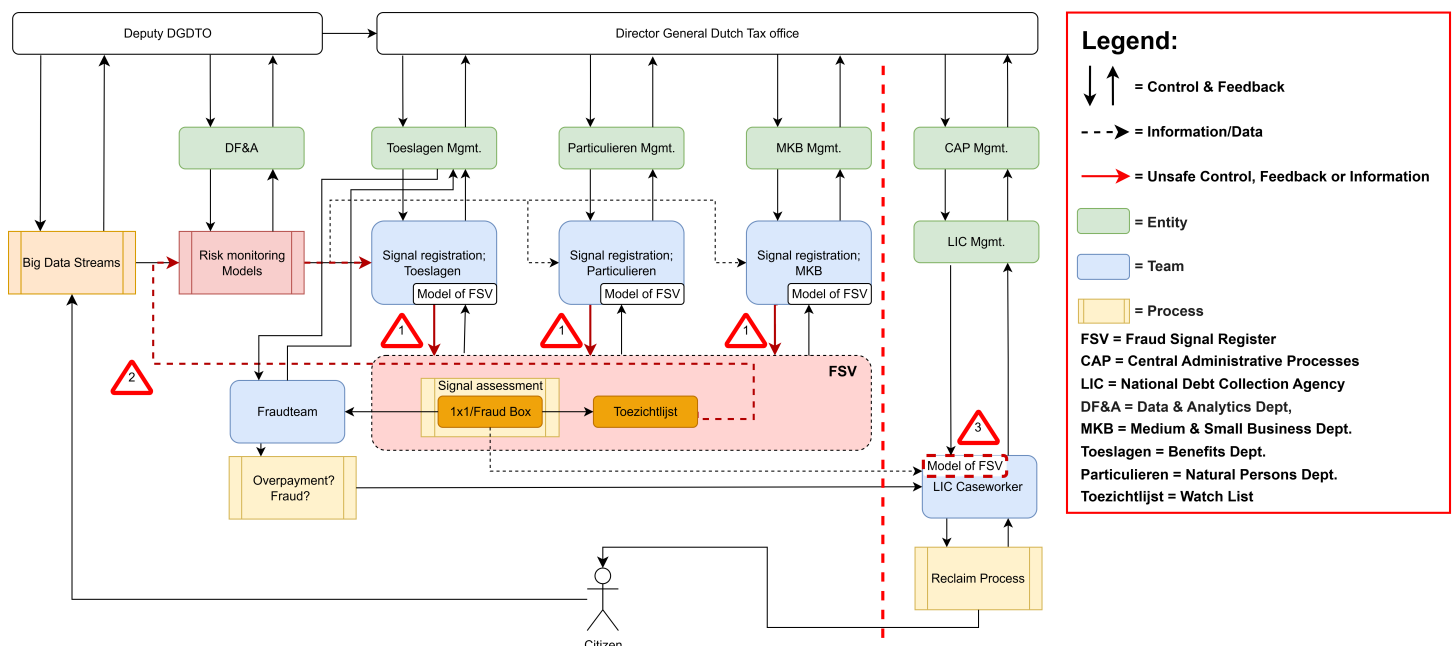 Deputy DGDTO
Director General Dutch Tax office
DF&A
Toeslagen Mgmt.
Particulieren Mgmt.
MKB Mgmt.
CAP Mgmt.
Big Data Streams
Risk monitoring
Models
Signal registration;
Toeslagen
Model of FSV
Signal registration;
Particulieren
Model of FSV
Signal registration;
MKB
Model of FSV
LIC Mgmt.
1
1
1
2
FSV
Signal assessment
1x1/Fraud Box
Toezichtlijst
Fraudteam
Overpayment?
Fraud?
3
Model of FSV
LIC Caseworker
Reclaim Process
Citizen
Legend:
= Control & Feedback
= Information/Data
= Unsafe Control, Feedback or Information
= Entity
= Team
= Process
FSV = Fraud Signal Register
CAP = Central Administrative Processes
LIC = National Debt Collection Agency
DF&A = Data & Analytics Dept,
MKB = Medium & Small Business Dept.
Toeslagen = Benefits Dept.
Particulieren = Natural Persons Dept.
Toezichtlijst = Watch List